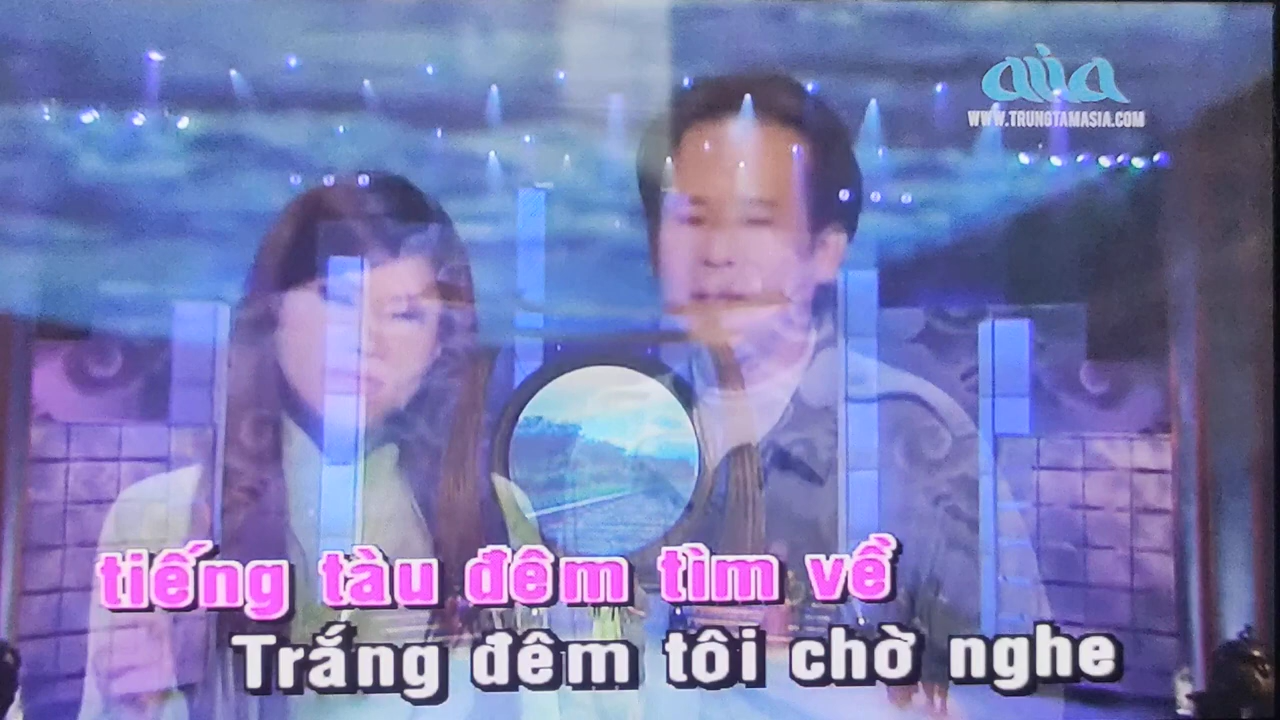 asia
WWW.TRUNGTAMASIA.COM
tiếng tàu đêm tìm về
Trắng đêm tôi chờ nghe